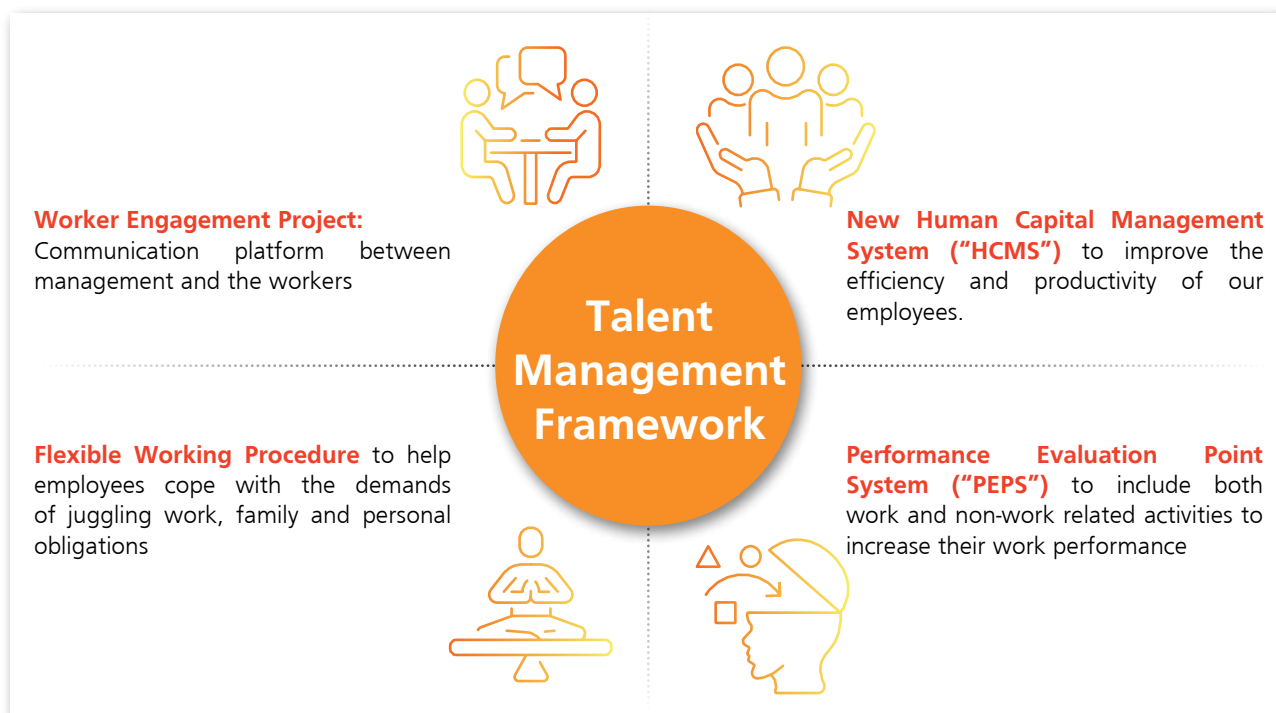 Worker Engagement Project:
Communication platform between
management and the workers
New Human Capital Management
System (“HCMS”) to improve the
efficiency and productivity of our
employees.
Talent
Management
Framework
Flexible Working Procedure to help
employees cope with the demands
of juggling work, family and personal
obligations
Performance Evaluation Point
System (“PEPS”) to include both
work and non-work related activities to
increase their work performance